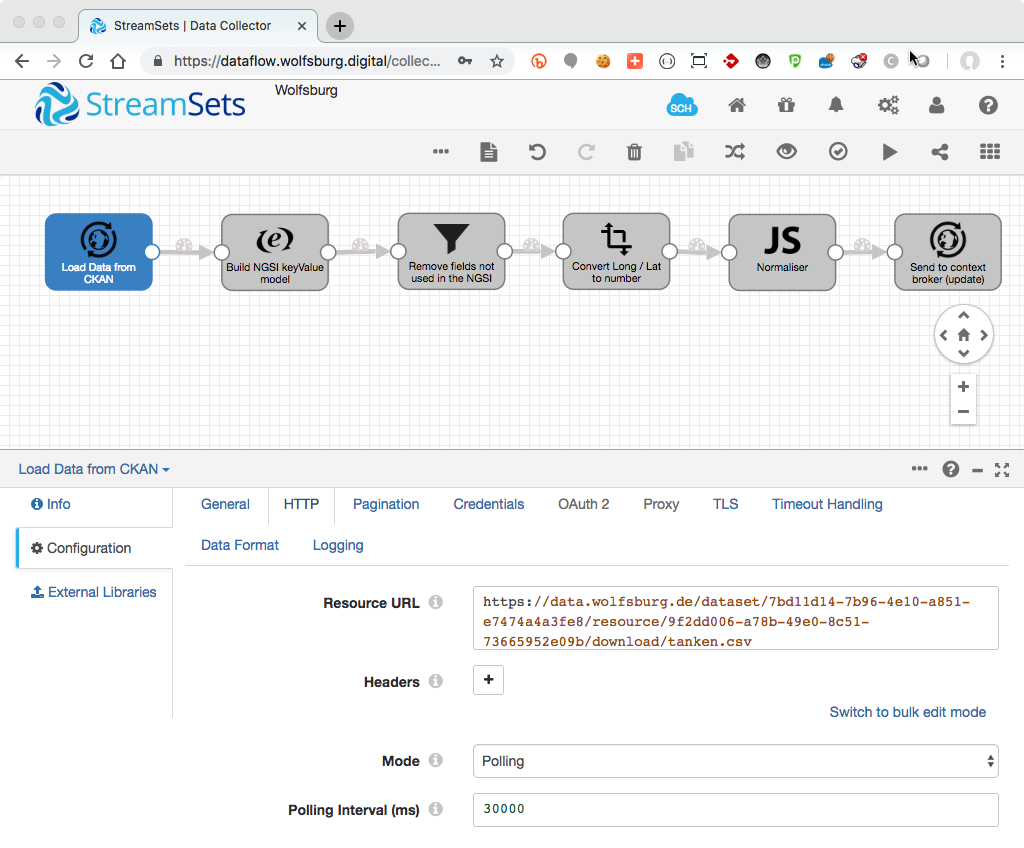 StreamSets | Data Collector
https://dataflow.wolfsburg.digital/collec...
StreamSets
Wolfsburg
SCH
Load Data from
CKAN
Build NGSI keyValue
model
Remove fields not
used in the NGSI
Convert Long / Lat
to number
JS
Normaliser
Send to context
broker (update)
Load Data from CKAN
Info
General
HTTP
Pagination
Credentials
OAuth 2
Proxy
TLS
Timeout Handling
Configuration
Data Format
Logging
External Libraries
Resource URL
https://data.wolfsburg.de/dataset/7bd11d14-7b96-4e10-a851-
e7474a4a3fe8/resource/9f2dd006-a78b-49e0-8c51-
73665952e09b/download/tanken.csv
Headers
Switch to bulk edit mode
Mode
Polling
Polling Interval (ms)
30000